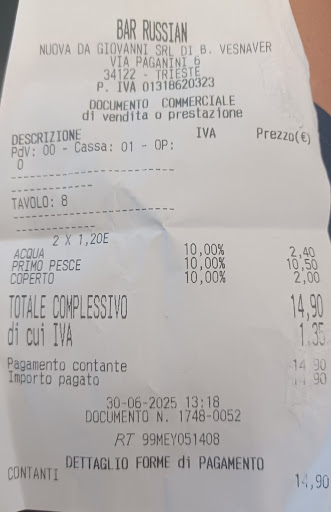 BAR RUSSIAN
NUOVA DA GIOVANNI SRL DI B. VESNAVER
VIA PAGANINI 6
34122 - TRIESTE
P. IVA 01318620323
DOCUMENTO COMMERCIALE
di vendita o prestazione
DESCRIZIONE IVA Prezzo(€)
PdV: 00 - Cassa: 01 - OP:
0
------------------------------
---------------
TAVOLO: 8
------------------------------
---------------
2 X 1,20E
ACQUA 10,00% 2,40
PRIMO PESCE 10,00% 10,50
COPERTO 10,00% 2,00
TOTALE COMPLESSIVO 14,90
di cui IVA 1,35
Pagamento contante 14,90
Importo pagato 14,90
30-06-2025 13:18
DOCUMENTO N. 1748-0052
RT 99MEY051408
DETTAGLIO FORME di PAGAMENTO
CONTANTI 14,90